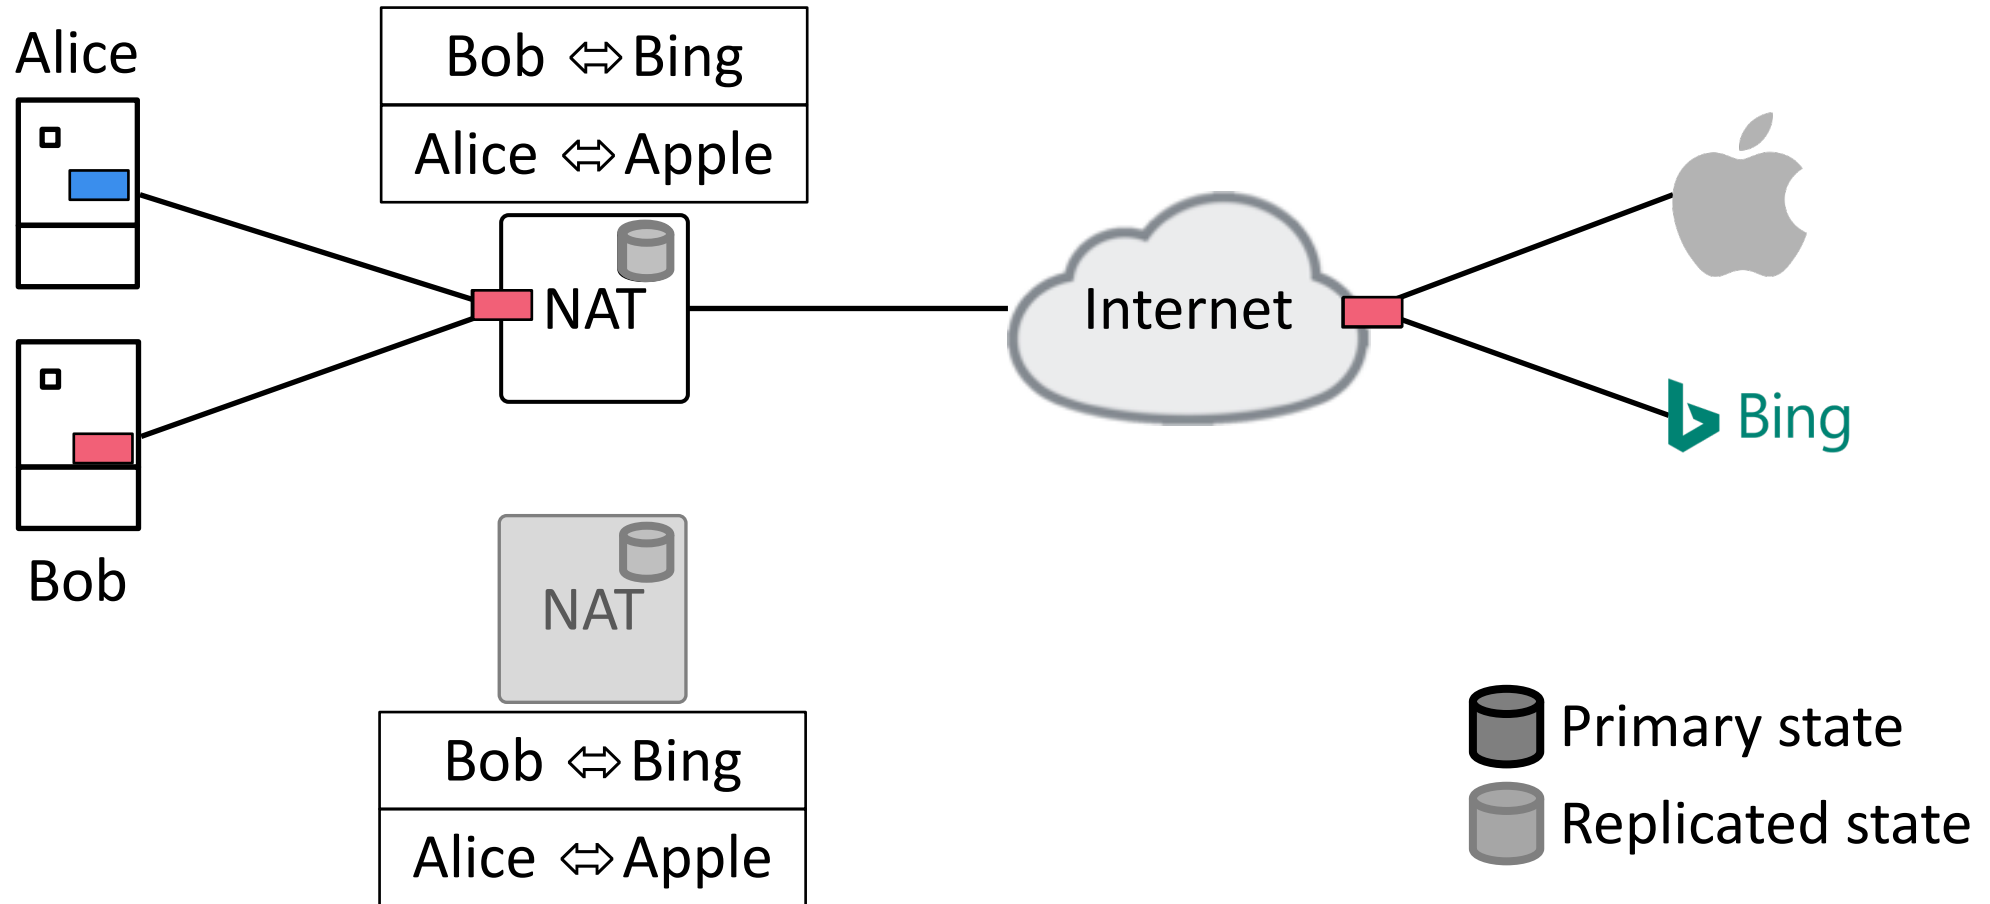 Alice
Bob ⇔ Bing
Alice ⇔ Apple
NAT
Internet
Bing
Bob
NAT
Bob ⇔ Bing
Alice ⇔ Apple
Primary state
Replicated state